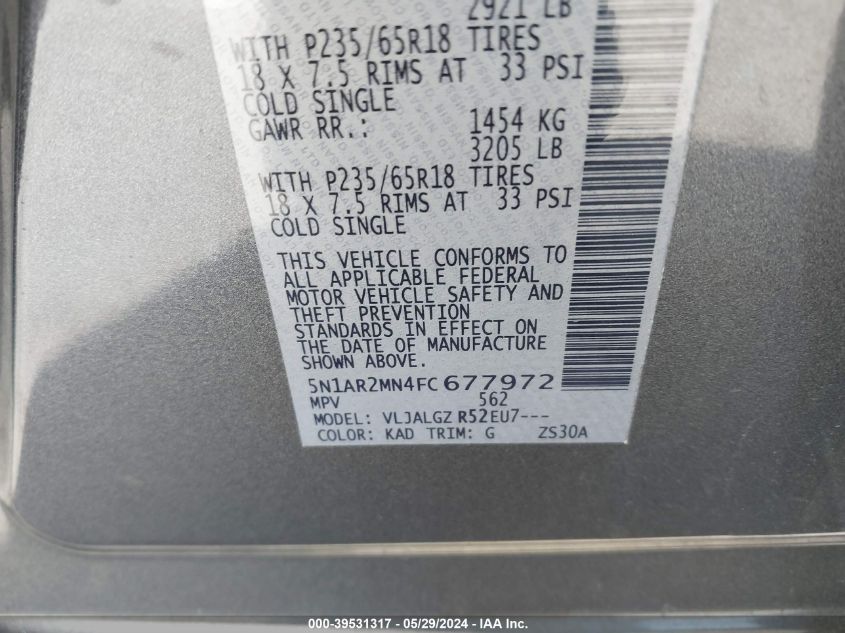 2921 LB
WITH P235/65R18 TIRES
18 X 7.5 RIMS AT 33 PSI
COLD SINGLE
GAWR RR.: 1454 KG
3205 LB
WITH P235/65R18 TIRES
18 X 7.5 RIMS AT 33 PSI
COLD SINGLE
THIS VEHICLE CONFORMS TO
ALL APPLICABLE FEDERAL
MOTOR VEHICLE SAFETY AND
THEFT PREVENTION
STANDARDS IN EFFECT ON
THE DATE OF MANUFACTURE
SHOWN ABOVE.
5N1AR2MN4FC677972
MPV 562
MODEL: VLJALGZ R52EU7---
COLOR: KAD TRIM: G ZS30A
000-39531317 - 05/29/2024 - IAA Inc.